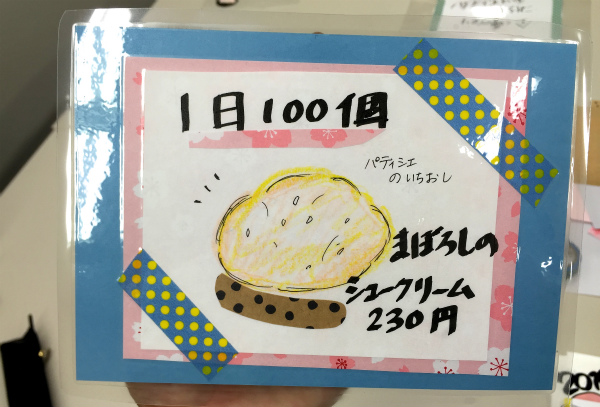 1日100個
パティシエ
のいちおし
まぼろしの
シュークリーム
230円